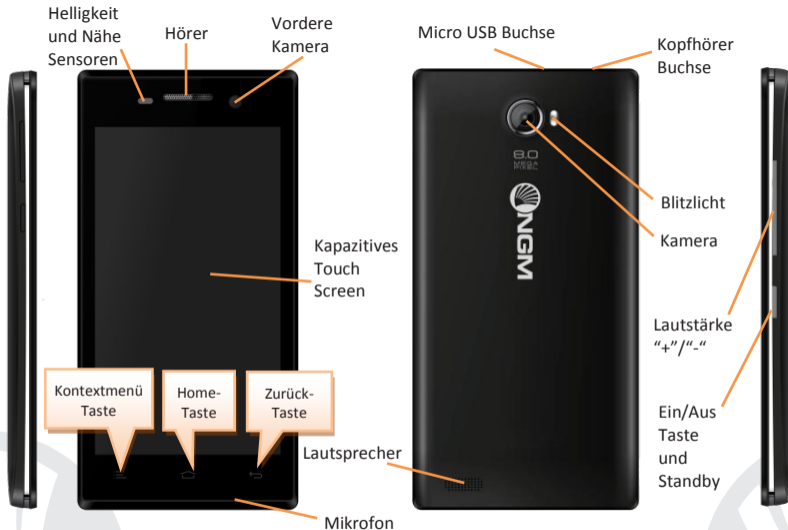 Helligkeit
und Nähe
Sensoren
Hörer
Vordere
Kamera
Micro USB Buchse
Kopfhörer
Buchse
8.0
MEGA
PIXEL
NGM
Blitzlicht
Kamera
Kapazitives
Touch
Screen
Lautstärke
“+”/“-“
Kontextmenü
Taste
Home-
Taste
Zurück-
Taste
Ein/Aus
Taste
und
Standby
Lautsprecher
Mikrofon